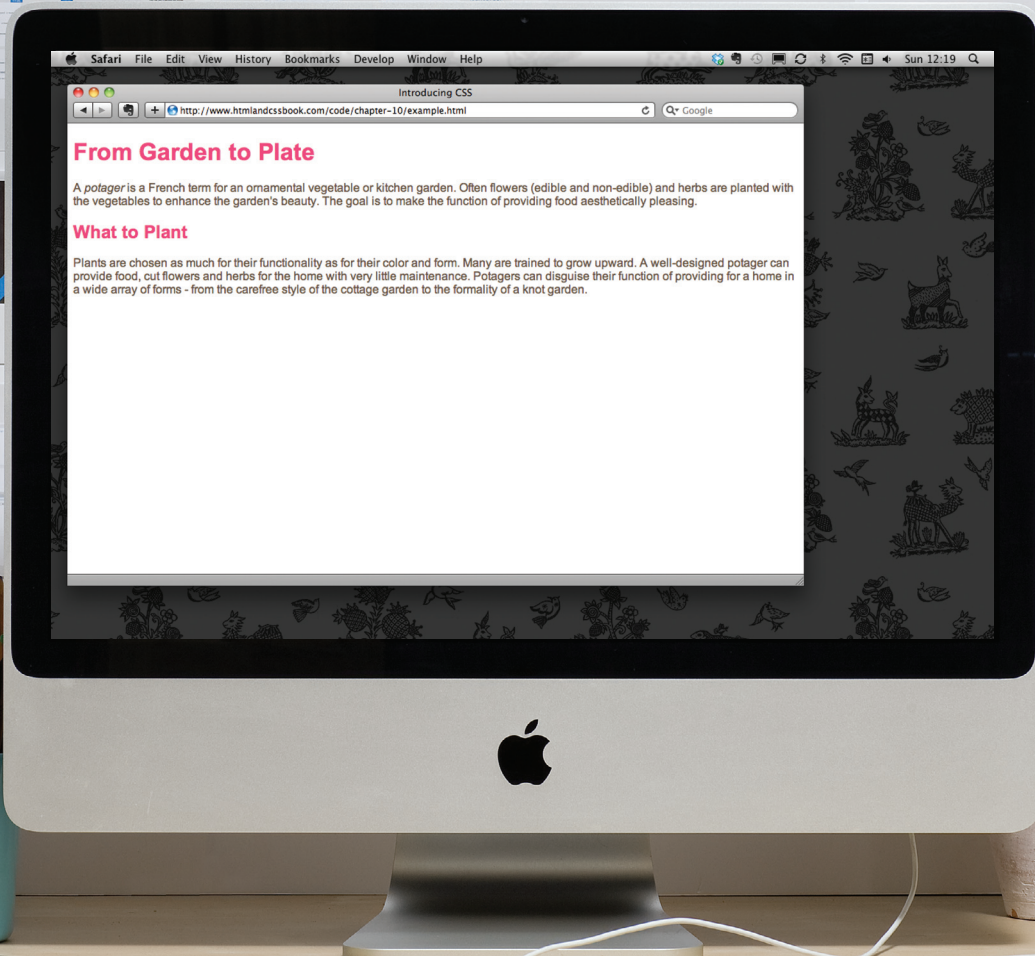 Safari File Edit View History Bookmarks Develop Window Help Sun 12:19
Introducing CSS
http://www.htmlandcssbook.com/code/chapter-10/example.html Google
From Garden to Plate
A potager is a French term for an ornamental vegetable or kitchen garden. Often flowers (edible and non-edible) and herbs are planted with
the vegetables to enhance the garden's beauty. The goal is to make the function of providing food aesthetically pleasing.
What to Plant
Plants are chosen as much for their functionality as for their color and form. Many are trained to grow upward. A well-designed potager can
provide food, cut flowers and herbs for the home with very little maintenance. Potagers can disguise their function of providing for a home in
a wide array of forms - from the carefree style of the cottage garden to the formality of a knot garden.